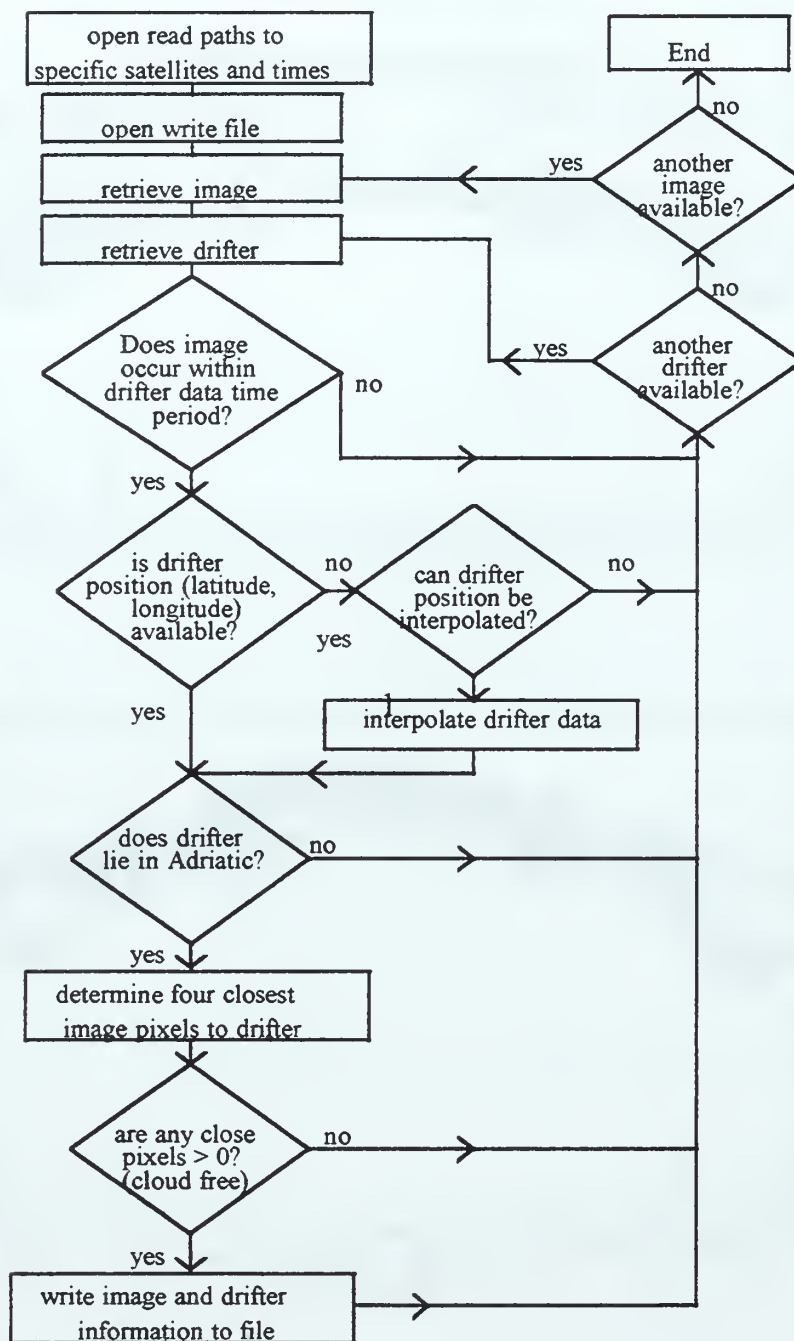 open read paths to
specific satellites and times
open write file
retrieve image
retrieve drifter
End
no
yes
another
image
available?
no
yes
another
drifter
available?
Does image
occur within
drifter data time
period?
no
yes
is drifter
position (latitude,
longitude)
available?
no
can drifter
position be
interpolated?
no
yes
yes
interpolate drifter data
does drifter
lie in Adriatic?
no
yes
determine four closest
image pixels to drifter
are any close
pixels > 0?
(cloud free)
no
yes
write image and drifter
information to file